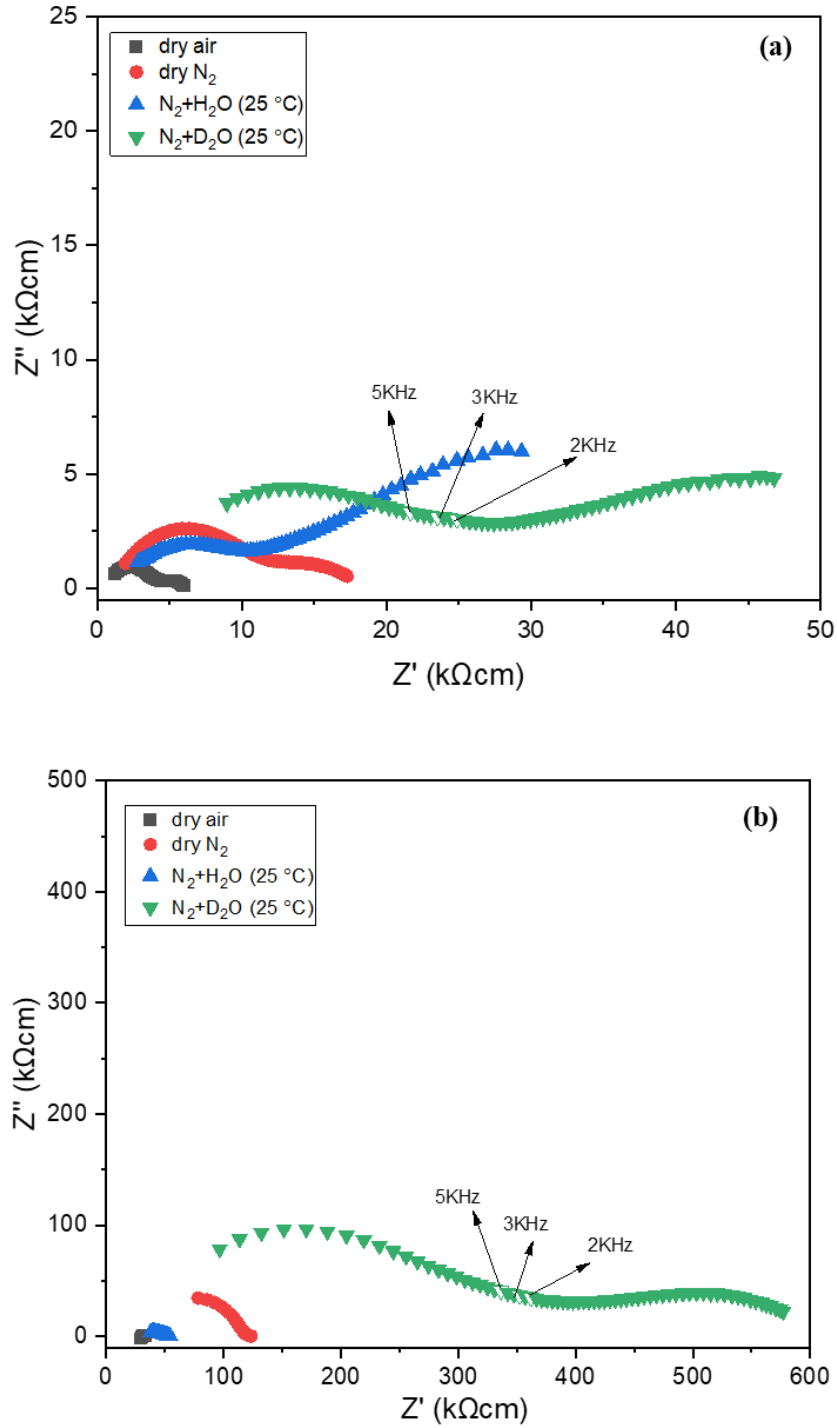 (a)
dry air
dry N₂
N₂+H₂O (25 °C)
N₂+D₂O (25 °C)
25
20
15
10
5
0
Z'' (kΩcm)
5KHz
3KHz
2KHz
0 10 20 30 40 50
Z' (kΩcm)
(b)
dry air
dry N₂
N₂+H₂O (25 °C)
N₂+D₂O (25 °C)
500
400
300
200
100
0
Z'' (kΩcm)
5KHz
3KHz
2KHz
0 100 200 300 400 500 600
Z' (kΩcm)